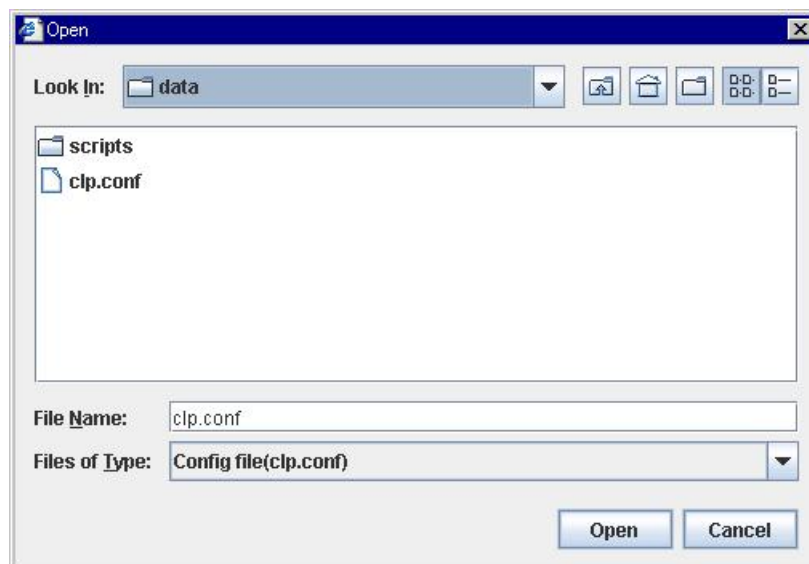 Open
Look In: data
scripts
clp.conf
File Name: clp.conf
Files of Type: Config file(clp.conf)
Open Cancel